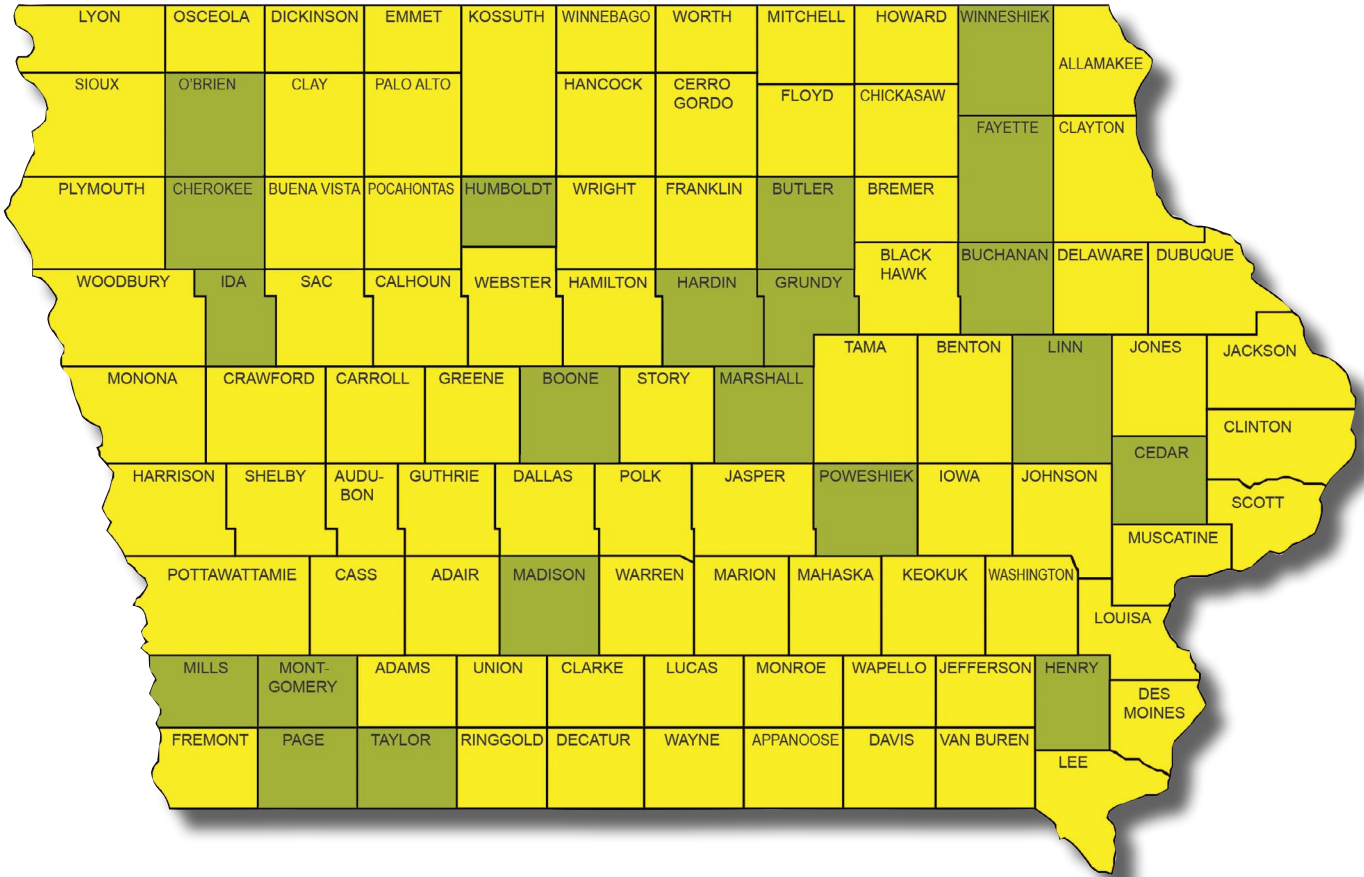 LYON
OSCEOLA
DICKINSON
EMMET
KOSSUTH
WINNEBAGO
WORTH
MITCHELL
HOWARD
WINNESHIEK
ALLAMAKEE
SIOUX
O'BRIEN
CLAY
PALO ALTO
HANCOCK
CERRO
GORDO
FLOYD
CHICKASAW
FAYETTE
CLAYTON
PLYMOUTH
CHEROKEE
BUENA VISTA
POCAHONTAS
HUMBOLDT
WRIGHT
FRANKLIN
BUTLER
BREMER
WOODBURY
IDA
SAC
CALHOUN
WEBSTER
HAMILTON
HARDIN
GRUNDY
BLACK
HAWK
BUCHANAN
DELAWARE
DUBUQUE
MONONA
CRAWFORD
CARROLL
GREENE
BOONE
STORY
MARSHALL
TAMA
BENTON
LINN
JONES
JACKSON
CLINTON
CEDAR
HARRISON
SHELBY
AUDU-
BON
GUTHRIE
DALLAS
POLK
JASPER
POWESHIEK
IOWA
JOHNSON
SCOTT
MUSCATINE
POTTAWATTAMIE
CASS
ADAIR
MADISON
WARREN
MARION
MAHASKA
KEOKUK
WASHINGTON
LOUISA
MILLS
MONT-
GOMERY
ADAMS
UNION
CLARKE
LUCAS
MONROE
WAPELLO
JEFFERSON
HENRY
DES
MOINES
FREMONT
PAGE
TAYLOR
RINGGOLD
DECATUR
WAYNE
APPANOOSE
DAVIS
VAN BUREN
LEE